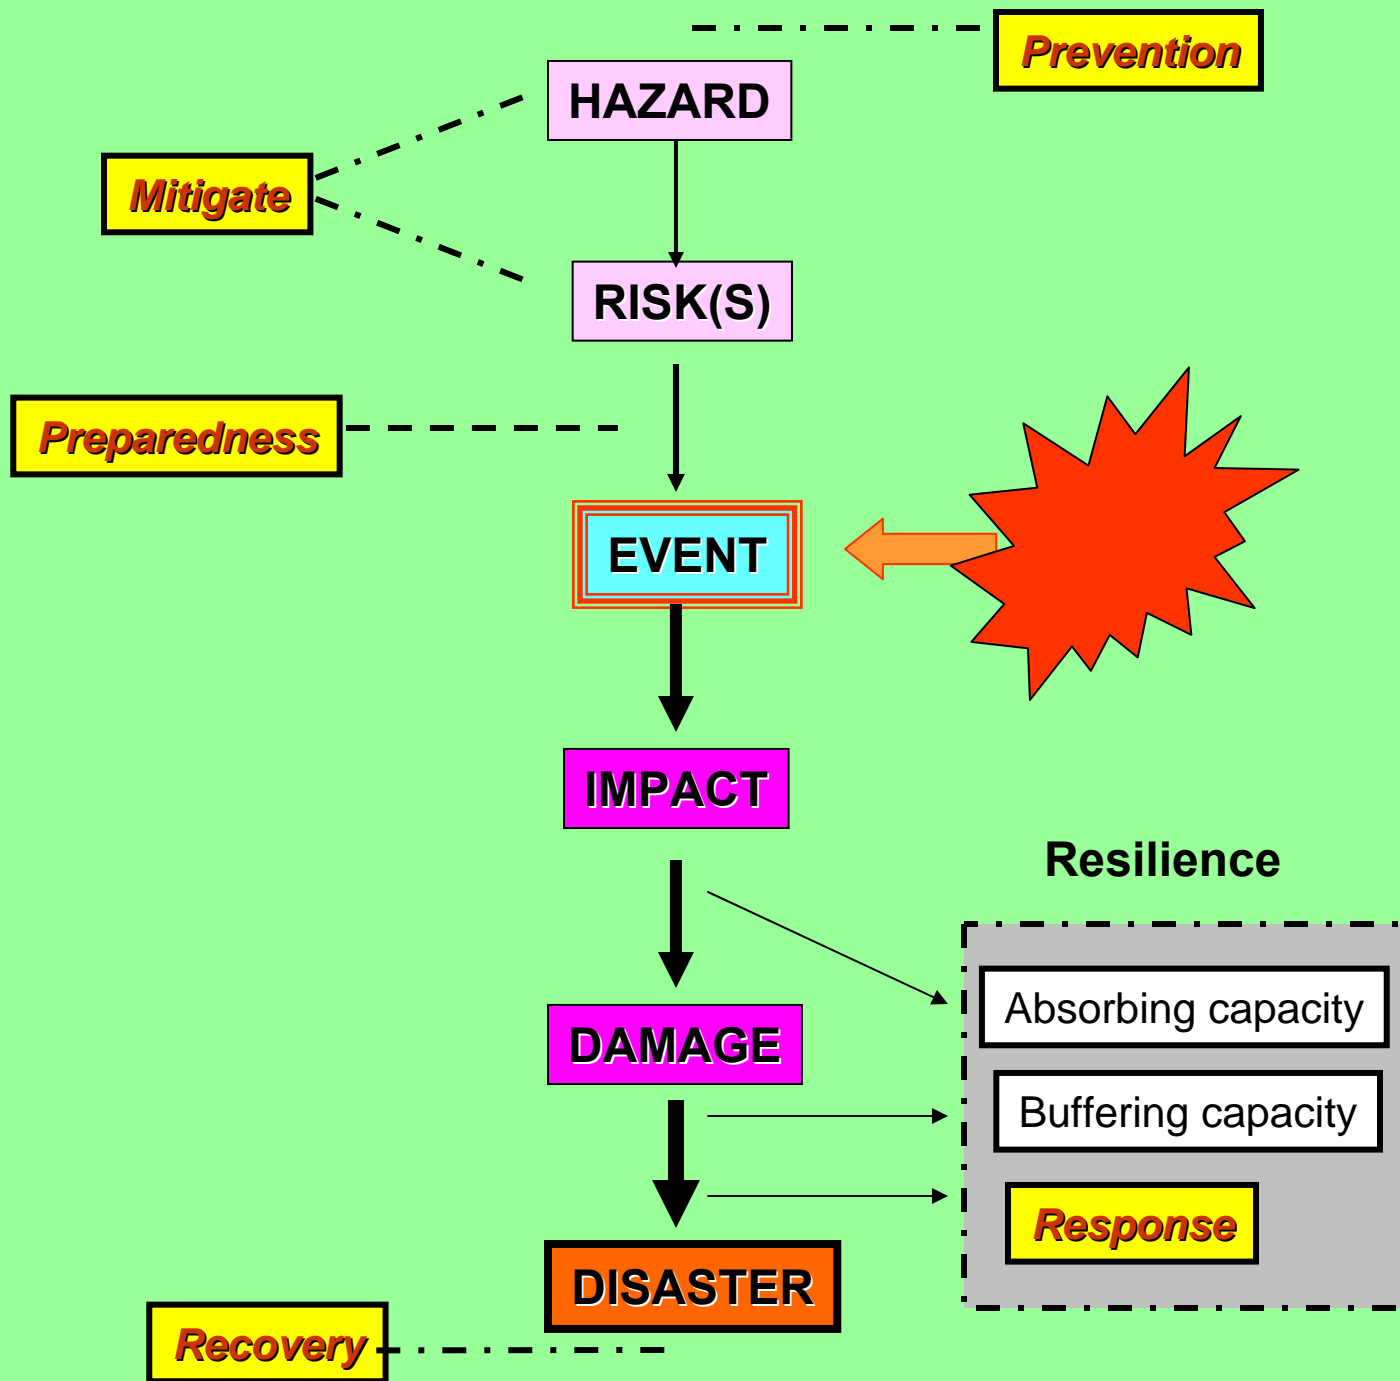 Prevention
HAZARD
Mitigate
RISK(S)
Preparedness
EVENT
IMPACT
Resilience
Absorbing capacity
DAMAGE
Buffering capacity
Response
DISASTER
Recovery